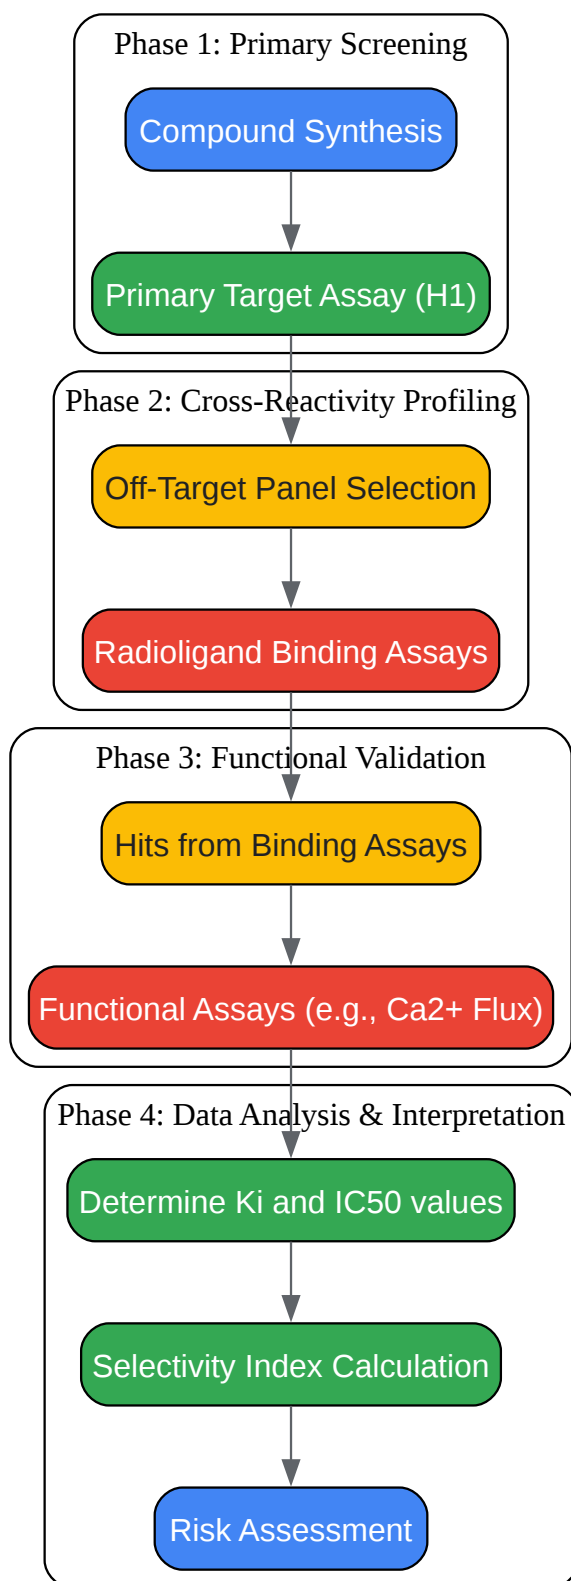 Phase 1: Primary Screening
Compound Synthesis
Primary Target Assay (H1)
Phase 2: Cross-Reactivity Profiling
Off-Target Panel Selection
Radioligand Binding Assays
Phase 3: Functional Validation
Hits from Binding Assays
Functional Assays (e.g., Ca2+ Flux)
Phase 4: Data Analysis & Interpretation
Determine Ki and IC50 values
Selectivity Index Calculation
Risk Assessment